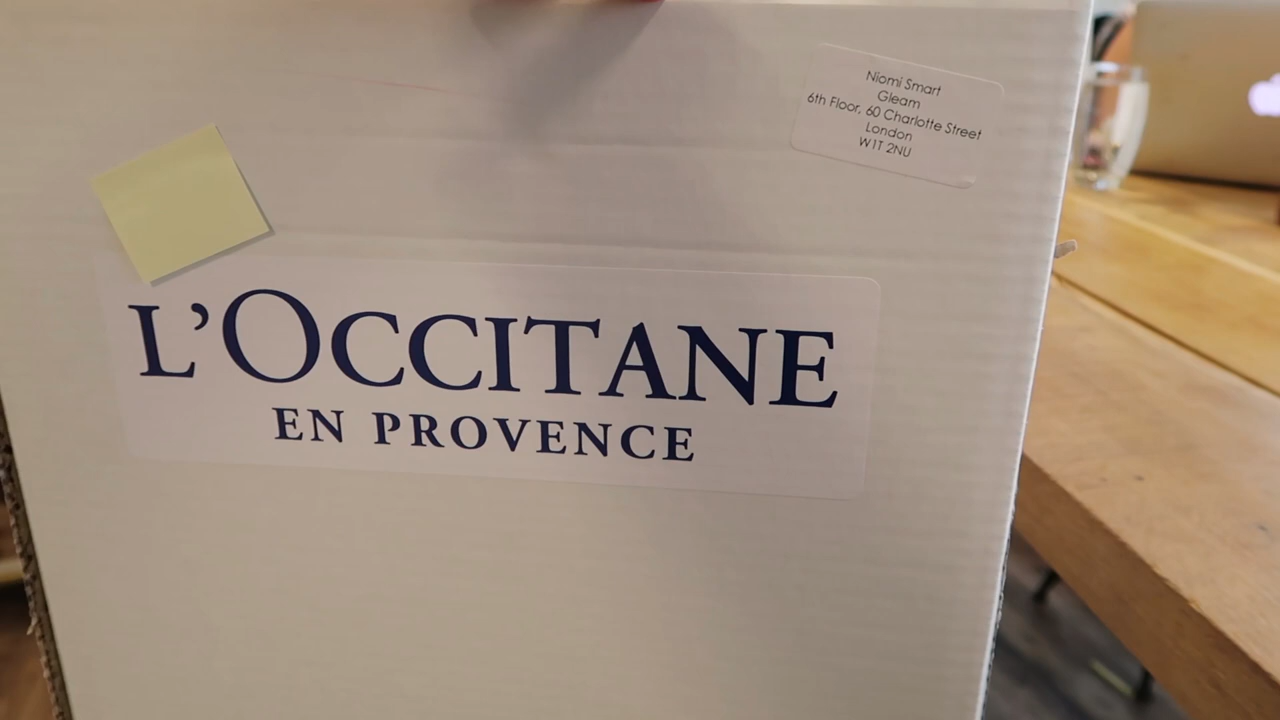 Niomi Smart
Gleam
6th Floor, 60 Charlotte Street
London
W1T 2NU
L'OCCITANE
EN PROVENCE